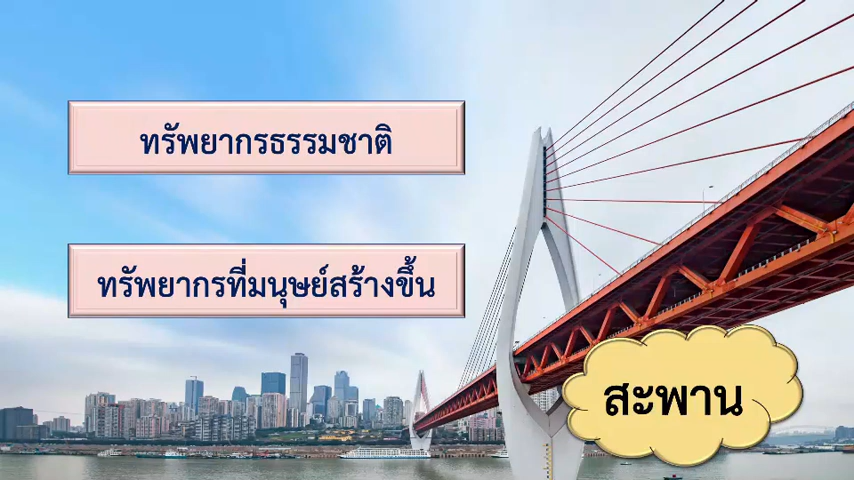 ทรัพยากรธรรมชาติ
ทรัพยากรที่มนุษย์สร้างขึ้น
สะพาน